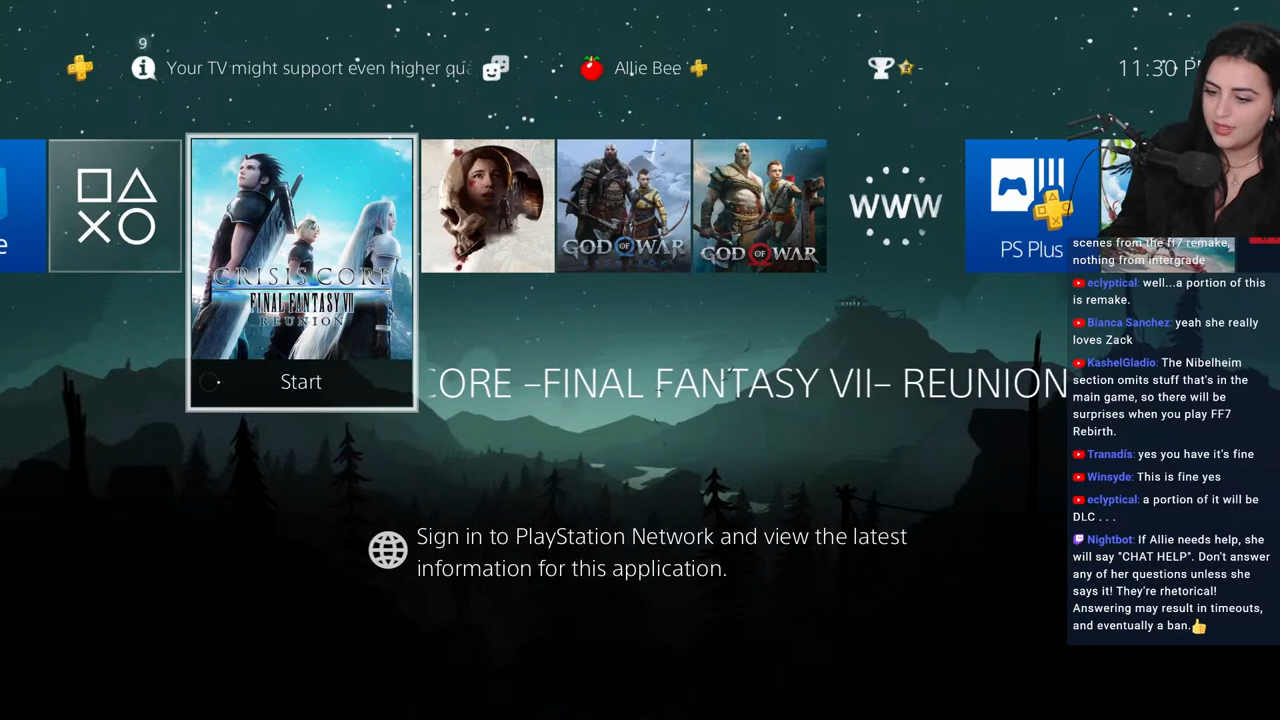 9
Your TV might support even higher qu
Allie Bee
-
11:30 P
e
CRISIS CORE
FINAL FANTASY VII
REUNION
GOD OF WAR
RAGNARÖK
GOD OF WAR
WWW
PS Plus
Start
CORE –FINAL FANTASY VII– REUNION
Sign in to PlayStation Network and view the latest
information for this application.
scenes from the ff7 remake,
nothing from intergrade
eclyptical: well...a portion of this
is remake.
Bianca Sanchez: yeah she really
loves Zack
KashelGladio: The Nibelheim
section omits stuff that's in the
main game, so there will be
surprises when you play FF7
Rebirth.
Tranadís: yes you have it's fine
Winsyde: This is fine yes
eclyptical: a portion of it will be
DLC . . .
Nightbot: If Allie needs help, she
will say "CHAT HELP". Don't answer
any of her questions unless she
says it! They're rhetorical!
Answering may result in timeouts,
and eventually a ban.👍